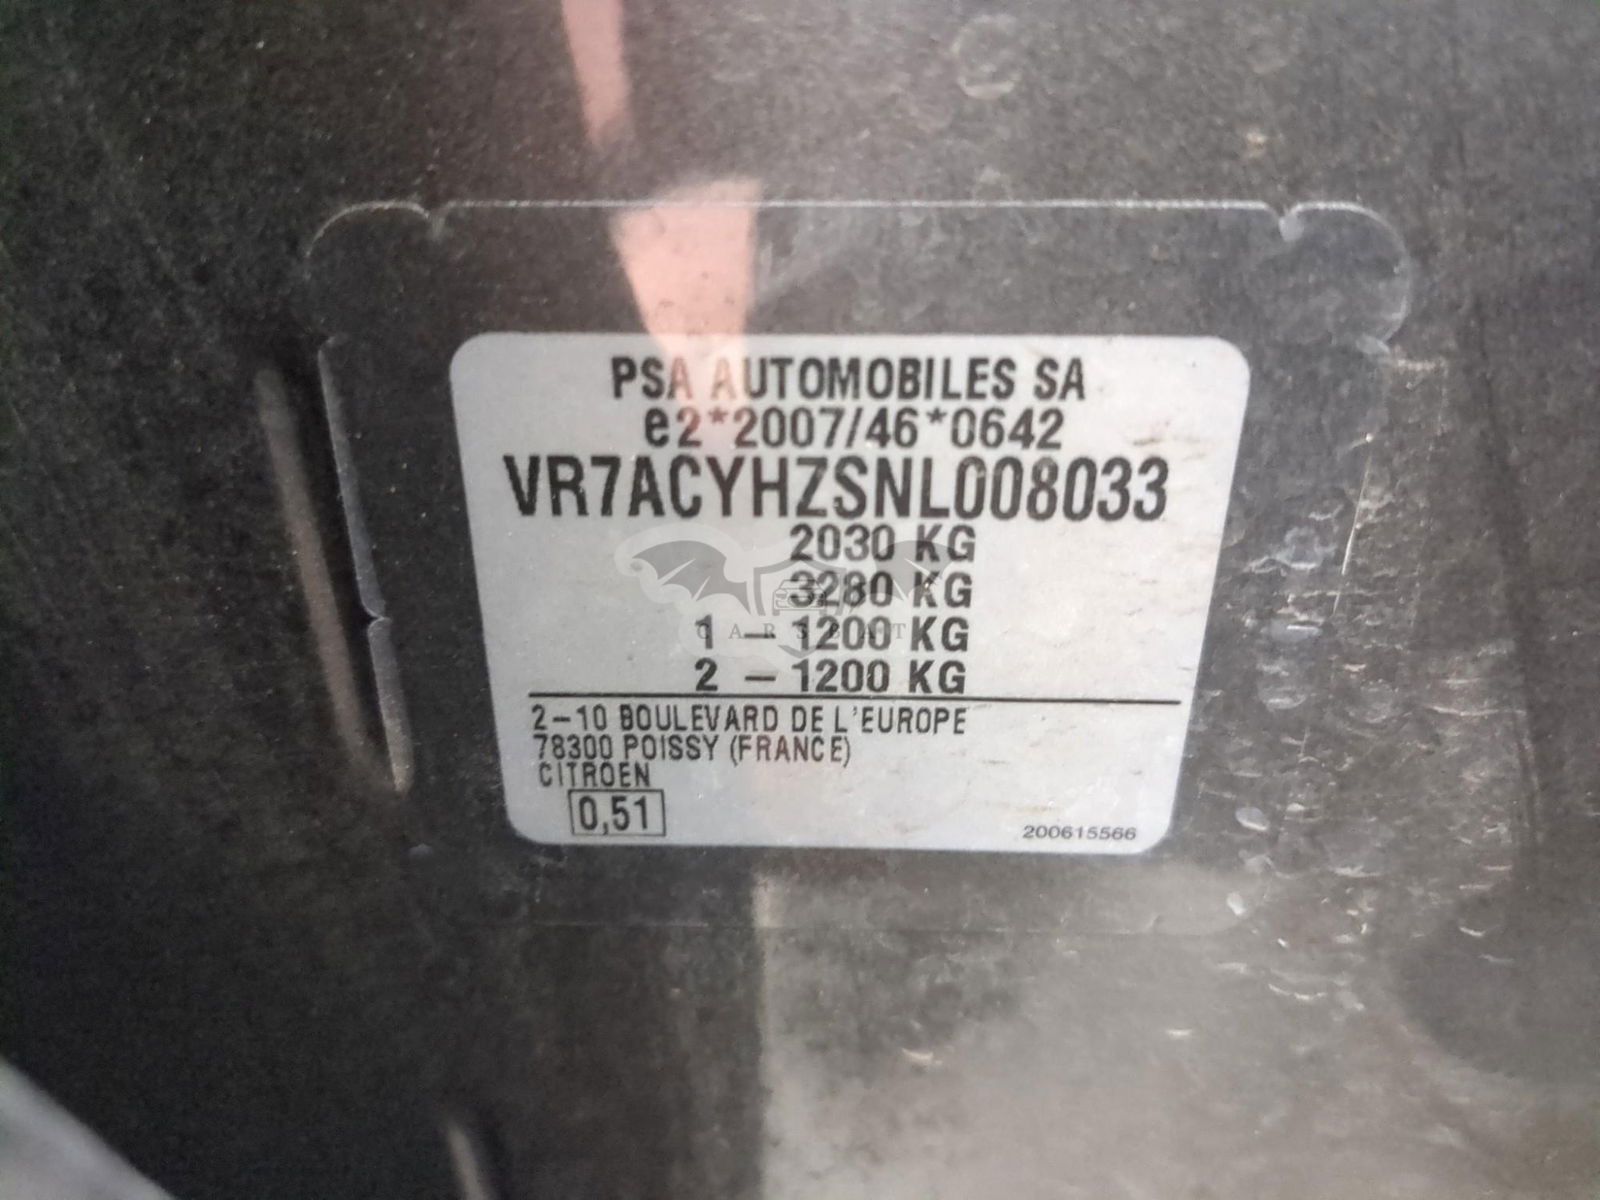 PSA AUTOMOBILES SA
e2*2007/46*0642
VR7ACYHZSNL008033
2030 KG
3280 KG
1 – 1200 KG
2 – 1200 KG
CARSBAT
2–10 BOULEVARD DE L'EUROPE
78300 POISSY (FRANCE)
CITROEN
0,51
200615566